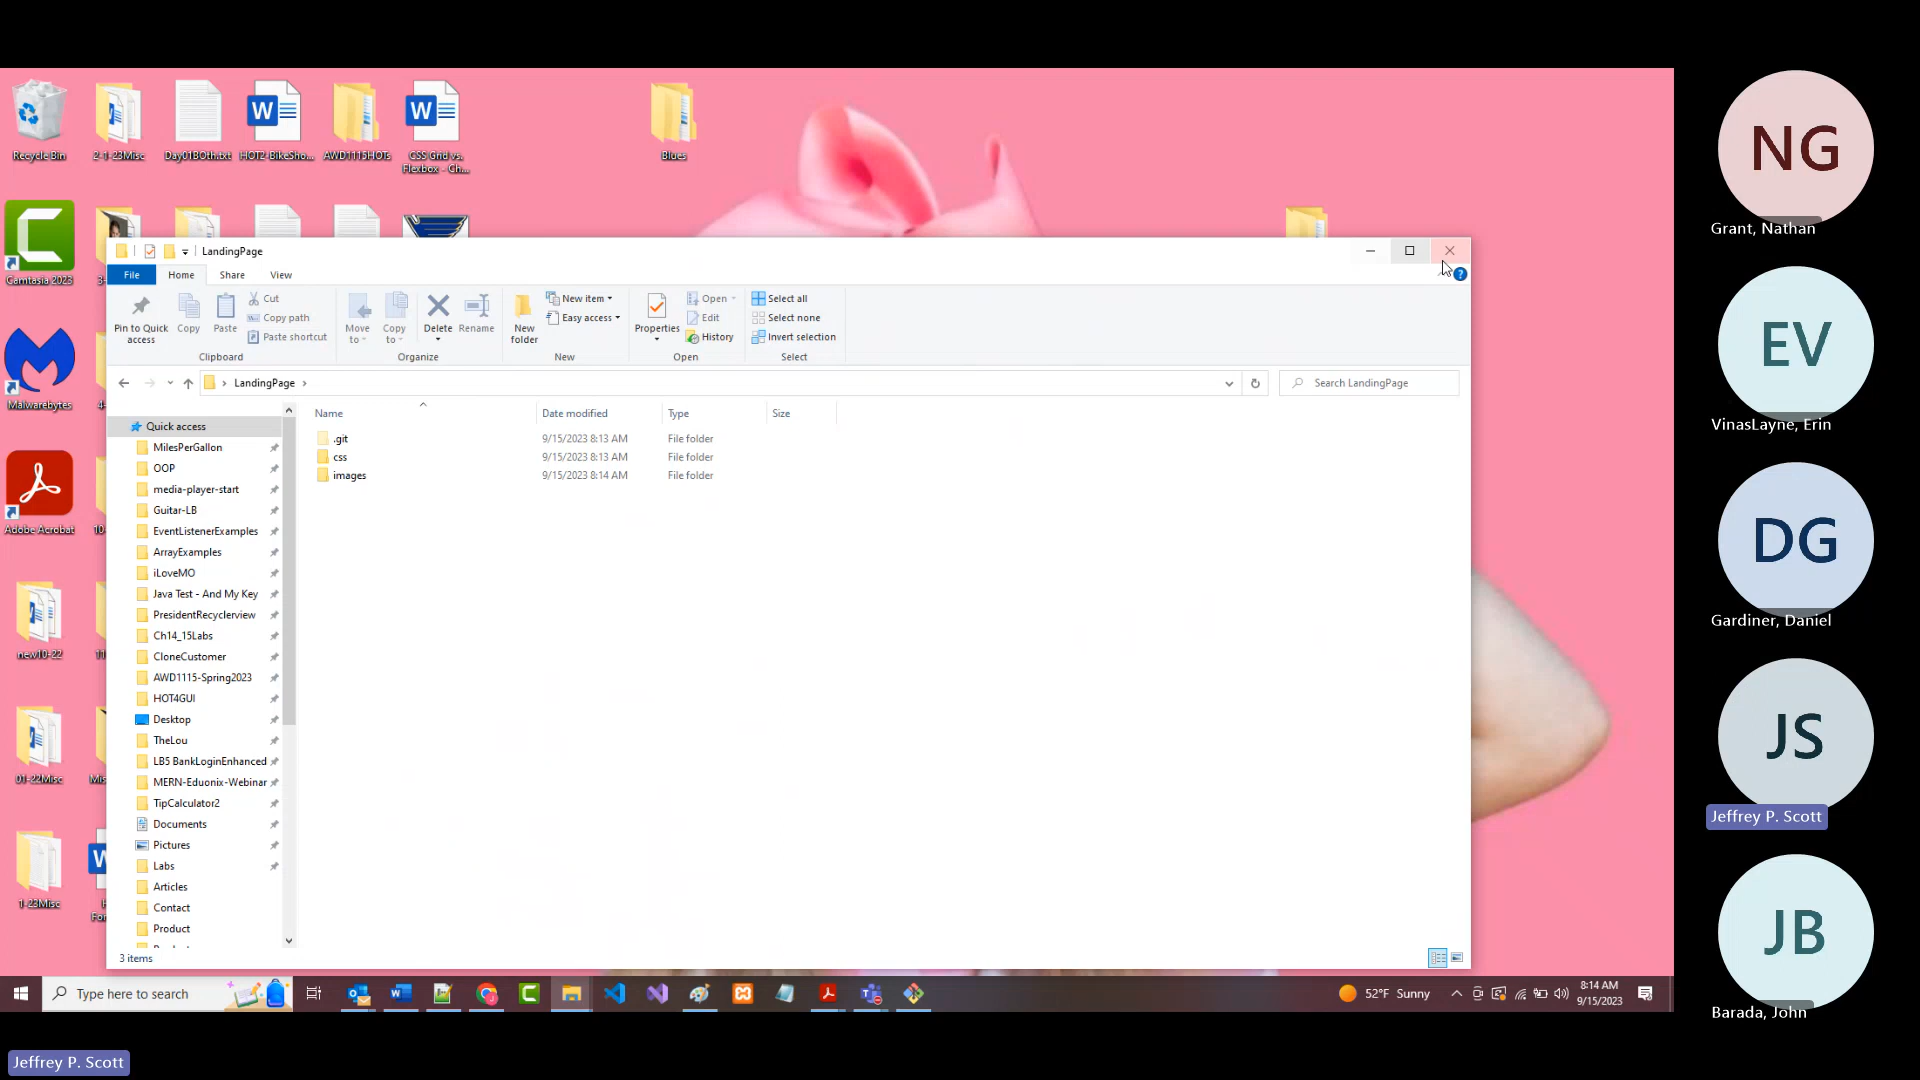 Recycle Bin
2-1-23Misc
Day01BOth.txt
HOT2-BikeSho...
AWD1115HOTs
CSS Grid vs.
Flexbox - Ch...
Blues
Camtasia 2023
Malwarebytes
Adobe Acrobat
new10-22
01-22Misc
1-23Misc
LandingPage
File
Home
Share
View
Pin to Quick
access
Copy
Paste
Cut
Copy path
Paste shortcut
Clipboard
Move
to
Copy
to
Delete
Rename
Organize
New
folder
New item
Easy access
New
Properties
Open
Edit
History
Open
Select all
Select none
Invert selection
Select
LandingPage
Search LandingPage
Name
Date modified
Type
Size
.git 9/15/2023 8:13 AM File folder
css 9/15/2023 8:13 AM File folder
images 9/15/2023 8:14 AM File folder
Quick access
MilesPerGallon
OOP
media-player-start
Guitar-LB
EventListenerExamples
ArrayExamples
iLoveMO
Java Test - And My Key
PresidentRecyclerview
Ch14_15Labs
CloneCustomer
AWD1115-Spring2023
HOT4GUI
Desktop
TheLou
LB5 BankLoginEnhanced
MERN-Eduonix-Webinar
TipCalculator2
Documents
Pictures
Labs
Articles
Contact
Product
3 items
Type here to search
52°F Sunny
8:14 AM
9/15/2023
NG
Grant, Nathan
EV
VinasLayne, Erin
DG
Gardiner, Daniel
JS
Jeffrey P. Scott
JB
Barada, John
Jeffrey P. Scott